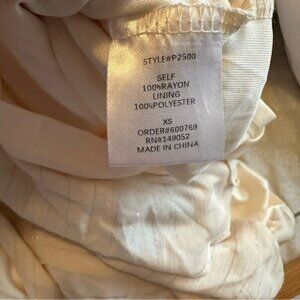 STYLE#P2500
SELF
100%RAYON
LINING
100%POLYESTER
XS
ORDER#600769
RN#149052
MADE IN CHINA